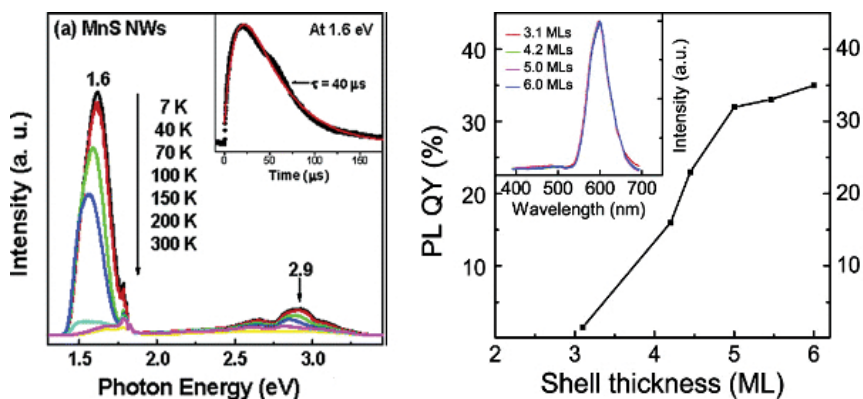 (a) MnS NWs
At 1.6 eV
τ = 40 μs
0 50 100 150
Time (μs)
1.6
7 K
40 K
70 K
100 K
150 K
200 K
300 K
2.9
Intensity (a. u.)
1.5 2.0 2.5 3.0
Photon Energy (eV)
3.1 MLs
4.2 MLs
5.0 MLs
6.0 MLs
Intensity (a.u.)
400 500 600 700
Wavelength (nm)
PL QY (%)
40
30
20
10
40
30
20
10
2 3 4 5 6
Shell thickness (ML)